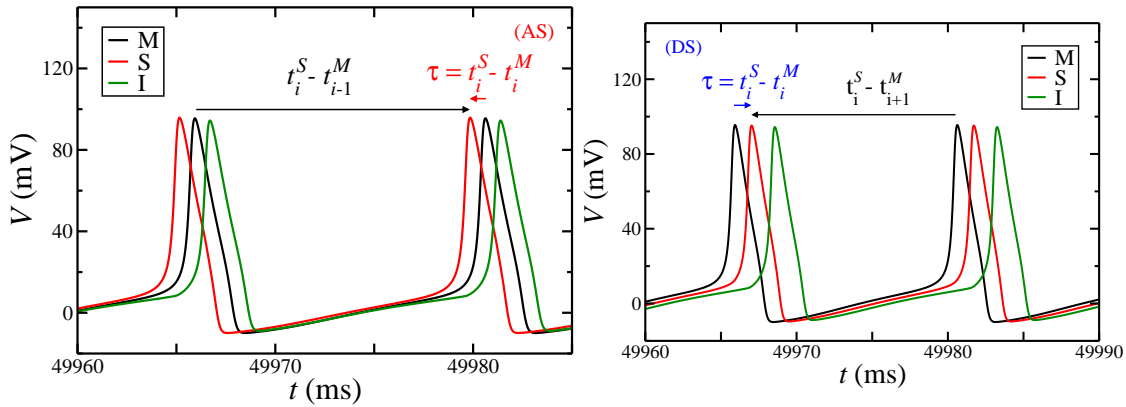 M
S
I
(AS)
t_i^S - t_{i-1}^M
τ = t_i^S - t_i^M
120
80
40
0
V (mV)
49960
49970
49980
t (ms)
(DS)
M
S
I
τ = t_i^S - t_i^M
t_i^S - t_{i+1}^M
120
80
40
0
V (mV)
49960
49970
49980
49990
t (ms)